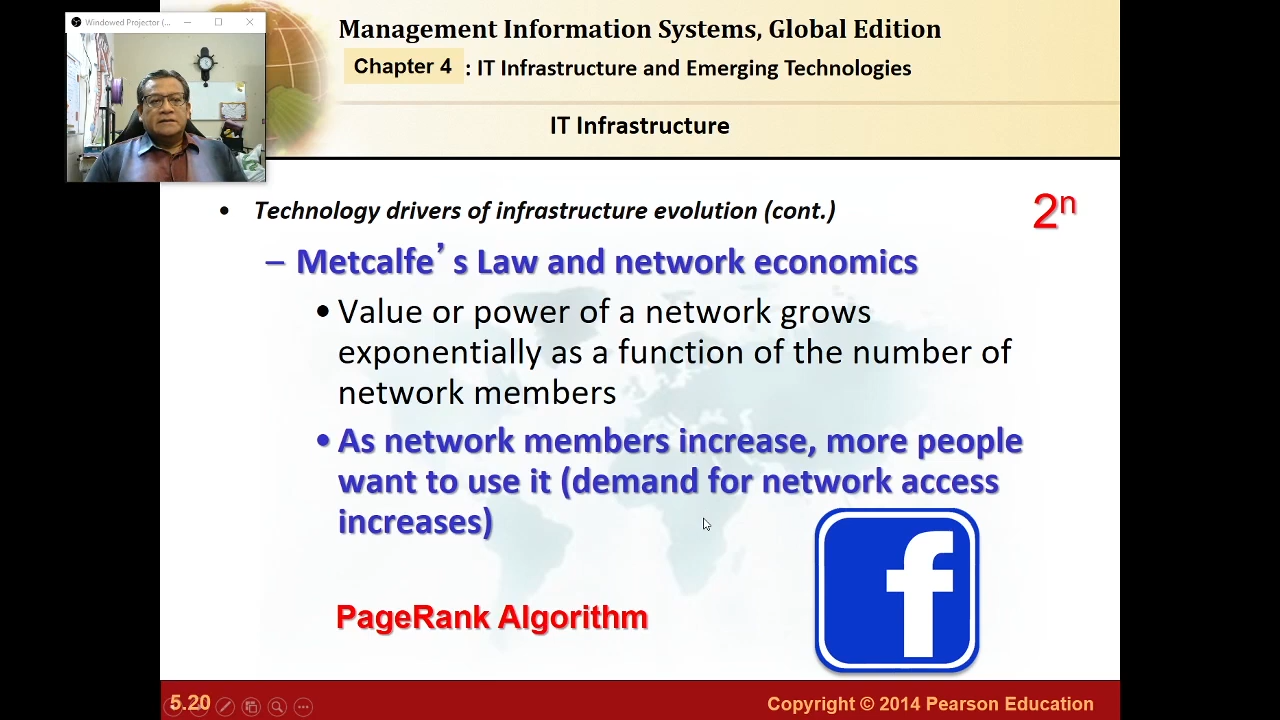 Windowed Projector (...
Management Information Systems, Global Edition
Chapter 4 : IT Infrastructure and Emerging Technologies
IT Infrastructure
• Technology drivers of infrastructure evolution (cont.)
2ⁿ
– Metcalfe’s Law and network economics
• Value or power of a network grows
exponentially as a function of the number of
network members
• As network members increase, more people
want to use it (demand for network access
increases)
f
PageRank Algorithm
5.20
Copyright © 2014 Pearson Education